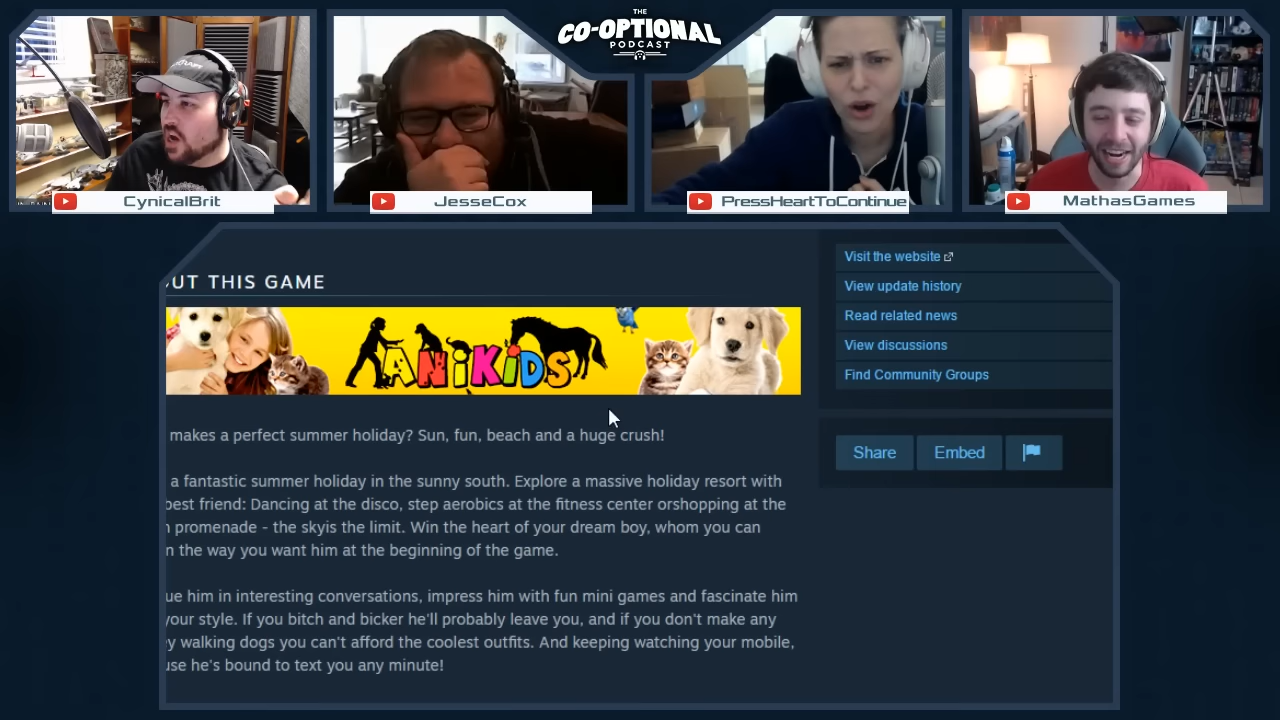 THE
CO-OPTIONAL
PODCAST
CynicalBrit
JesseCox
PressHeartToContinue
MathasGames
UT THIS GAME
ANiKiDS
makes a perfect summer holiday? Sun, fun, beach and a huge crush!
a fantastic summer holiday in the sunny south. Explore a massive holiday resort with
best friend: Dancing at the disco, step aerobics at the fitness center orshopping at the
promenade - the skyis the limit. Win the heart of your dream boy, whom you can
n the way you want him at the beginning of the game.
ue him in interesting conversations, impress him with fun mini games and fascinate him
your style. If you bitch and bicker he'll probably leave you, and if you don't make any
ey walking dogs you can't afford the coolest outfits. And keeping watching your mobile,
use he's bound to text you any minute!
Visit the website
View update history
Read related news
View discussions
Find Community Groups
Share
Embed